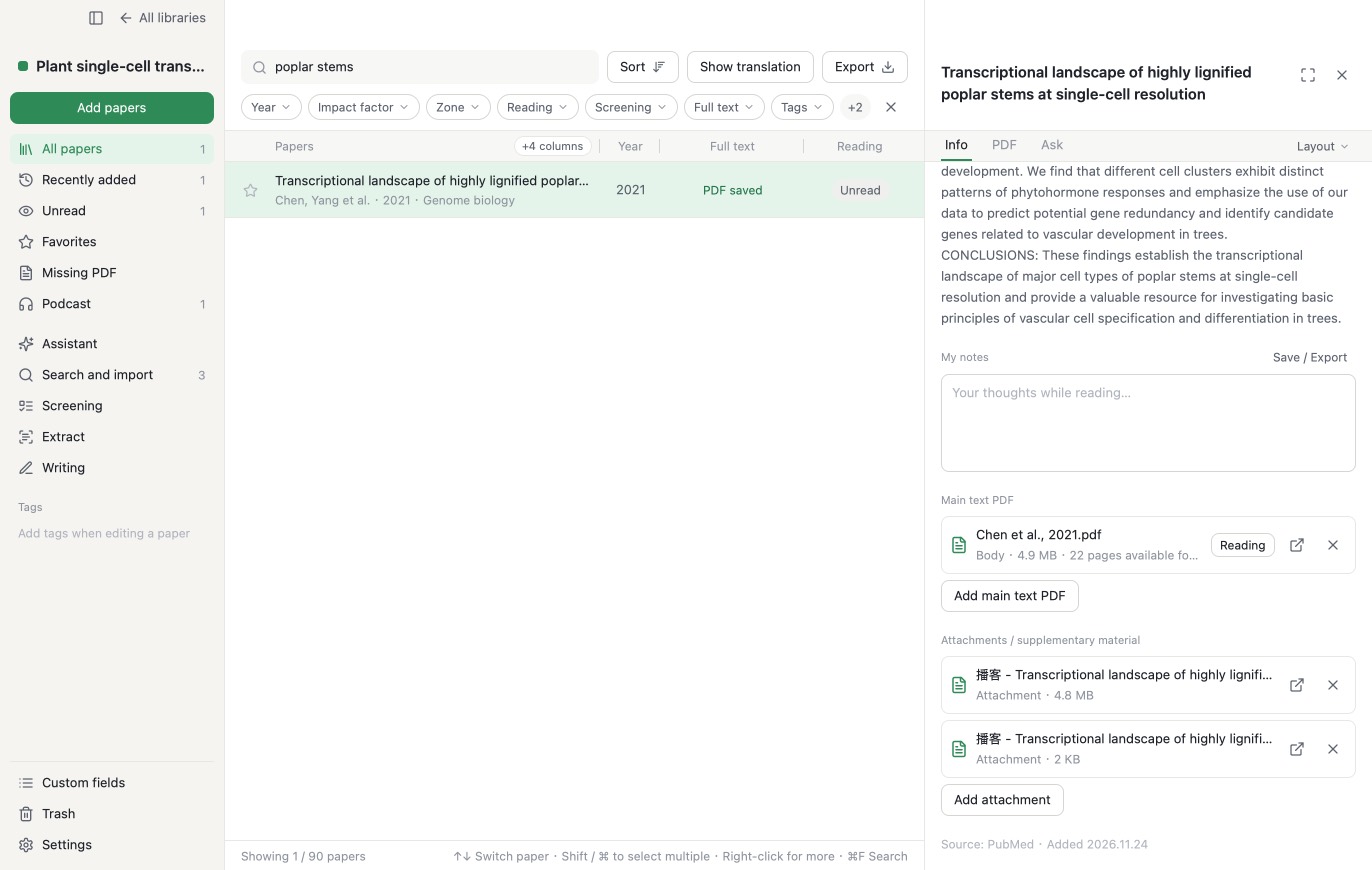 All libraries
Plant single-cell trans...
Add papers
All papers 1
Recently added 1
Unread 1
Favorites
Missing PDF
Podcast 1
Assistant
Search and import 3
Screening
Extract
Writing
Tags
Add tags when editing a paper
Custom fields
Trash
Settings
poplar stems
Sort
Show translation
Export
Year
Impact factor
Zone
Reading
Screening
Full text
Tags
+2
Papers +4 columns Year Full text Reading
Transcriptional landscape of highly lignified poplar... 2021 PDF saved Unread
Chen, Yang et al. · 2021 · Genome biology
Showing 1 / 90 papers
↑↓ Switch paper · Shift / ⌘ to select multiple · Right-click for more · ⌘F Search
Transcriptional landscape of highly lignified
poplar stems at single-cell resolution
Info PDF Ask Layout
development. We find that different cell clusters exhibit distinct
patterns of phytohormone responses and emphasize the use of our
data to predict potential gene redundancy and identify candidate
genes related to vascular development in trees.
CONCLUSIONS: These findings establish the transcriptional
landscape of major cell types of poplar stems at single-cell
resolution and provide a valuable resource for investigating basic
principles of vascular cell specification and differentiation in trees.
My notes Save / Export
Your thoughts while reading...
Main text PDF
Chen et al., 2021.pdf
Body · 4.9 MB · 22 pages available fo...
Reading
Add main text PDF
Attachments / supplementary material
播客 - Transcriptional landscape of highly lignifi...
Attachment · 4.8 MB
播客 - Transcriptional landscape of highly lignifi...
Attachment · 2 KB
Add attachment
Source: PubMed · Added 2026.11.24